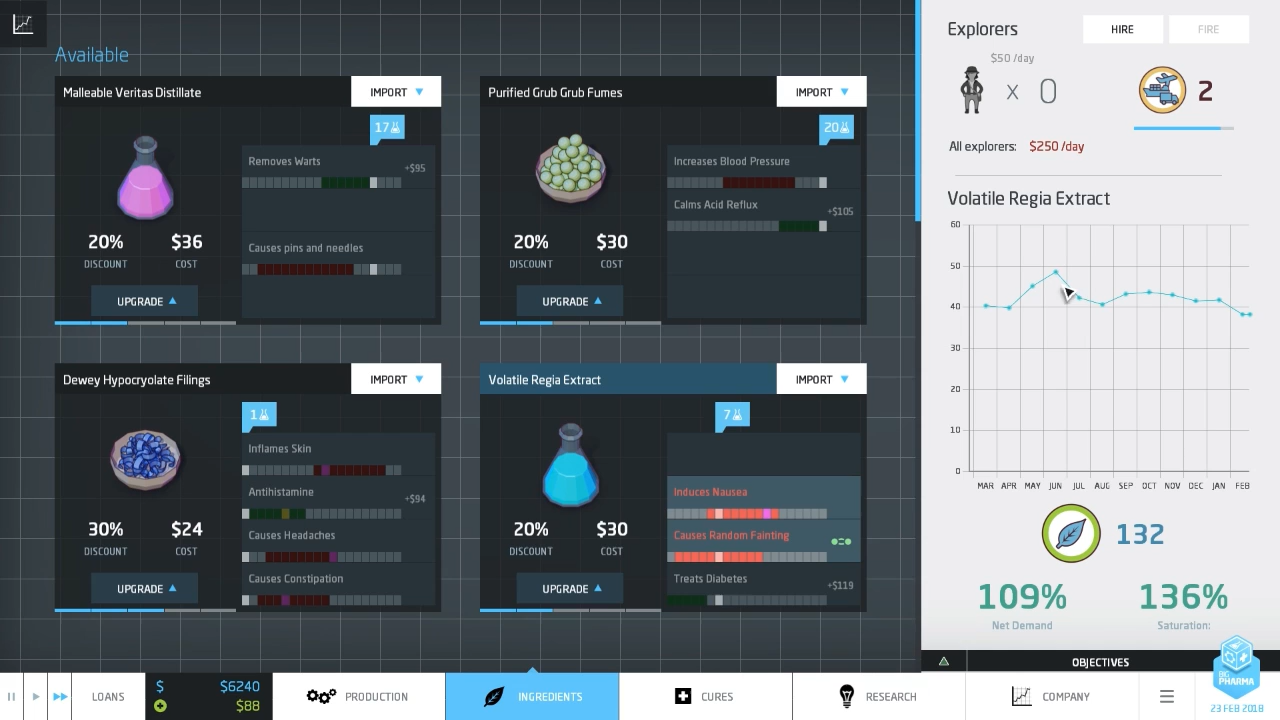 Available
Malleable Veritas Distillate
IMPORT
17
Removes Warts
+$95
Causes pins and needles
20%
$36
DISCOUNT
COST
UPGRADE
Purified Grub Grub Fumes
IMPORT
20
Increases Blood Pressure
Calms Acid Reflux
+$105
20%
$30
DISCOUNT
COST
UPGRADE
Dewey Hypocryolate Filings
IMPORT
1
Inflames Skin
Antihistamine
+$94
Causes Headaches
Causes Constipation
30%
$24
DISCOUNT
COST
UPGRADE
Volatile Regia Extract
IMPORT
7
Induces Nausea
Causes Random Fainting
Treats Diabetes
+$119
20%
$30
DISCOUNT
COST
UPGRADE
Explorers
HIRE
FIRE
$50 /day
x 0
2
All explorers: $250 /day
Volatile Regia Extract
60
50
40
30
20
10
0
MAR APR MAY JUN JUL AUG SEP OCT NOV DEC JAN FEB
132
109%
136%
Net Demand
Saturation:
OBJECTIVES
LOANS
$ $6240
$88
PRODUCTION
INGREDIENTS
CURES
RESEARCH
COMPANY
BIG
PHARMA
23 FEB 2018